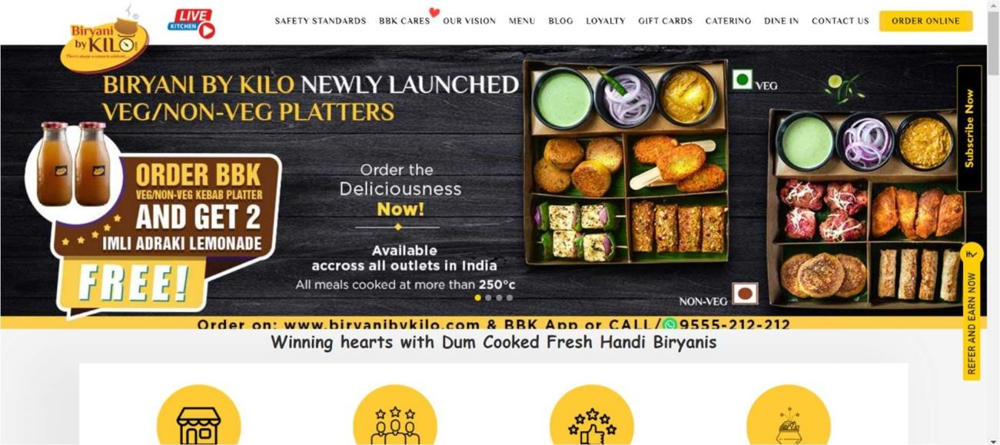 Biryani
by KILO
.com
There's always a reason to celebrate....
LIVE
KITCHEN
SAFETY STANDARDS
BBK CARES
OUR VISION
MENU
BLOG
LOYALTY
GIFT CARDS
CATERING
DINE IN
CONTACT US
ORDER ONLINE
BIRYANI BY KILO NEWLY LAUNCHED
VEG/NON-VEG PLATTERS
VEG
ORDER BBK
VEG/NON-VEG KEBAB PLATTER
AND GET 2
IMLI ADRAKI LEMONADE
FREE!
Order the
Deliciousness
Now!
Available
accross all outlets in India
All meals cooked at more than 250°c
NON-VEG
Subscribe Now
REFER AND EARN NOW
Order on: www.biryanibykilo.com & BBK App or CALL/ 9555-212-212
Winning hearts with Dum Cooked Fresh Handi Biryanis